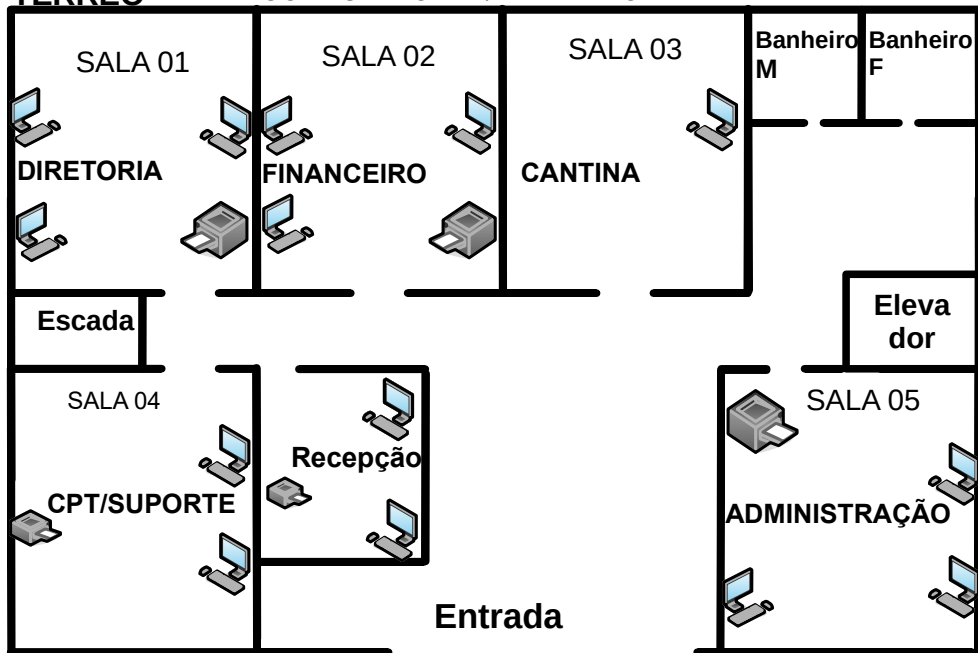 TÉRREO
SALA 01
SALA 02
SALA 03
Banheiro
M
Banheiro
F
DIRETORIA
FINANCEIRO
CANTINA
Escada
Eleva
dor
SALA 04
SALA 05
Recepção
CPT/SUPORTE
ADMINISTRAÇÃO
Entrada